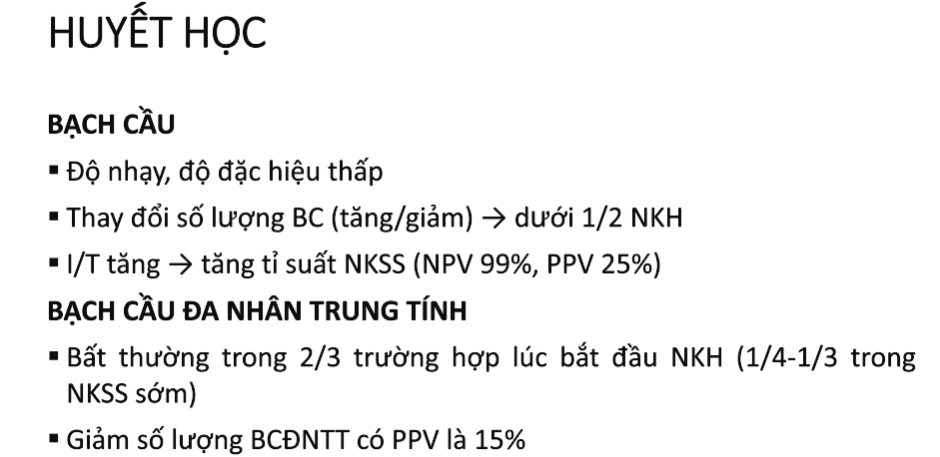 HUYẾT HỌC
BẠCH CẦU
▪ Độ nhạy, độ đặc hiệu thấp
▪ Thay đổi số lượng BC (tăng/giảm) → dưới 1/2 NKH
▪ I/T tăng → tăng tỉ suất NKSS (NPV 99%, PPV 25%)
BẠCH CẦU ĐA NHÂN TRUNG TÍNH
▪ Bất thường trong 2/3 trường hợp lúc bắt đầu NKH (1/4-1/3 trong
NKSS sớm)
▪ Giảm số lượng BCĐNTT có PPV là 15%